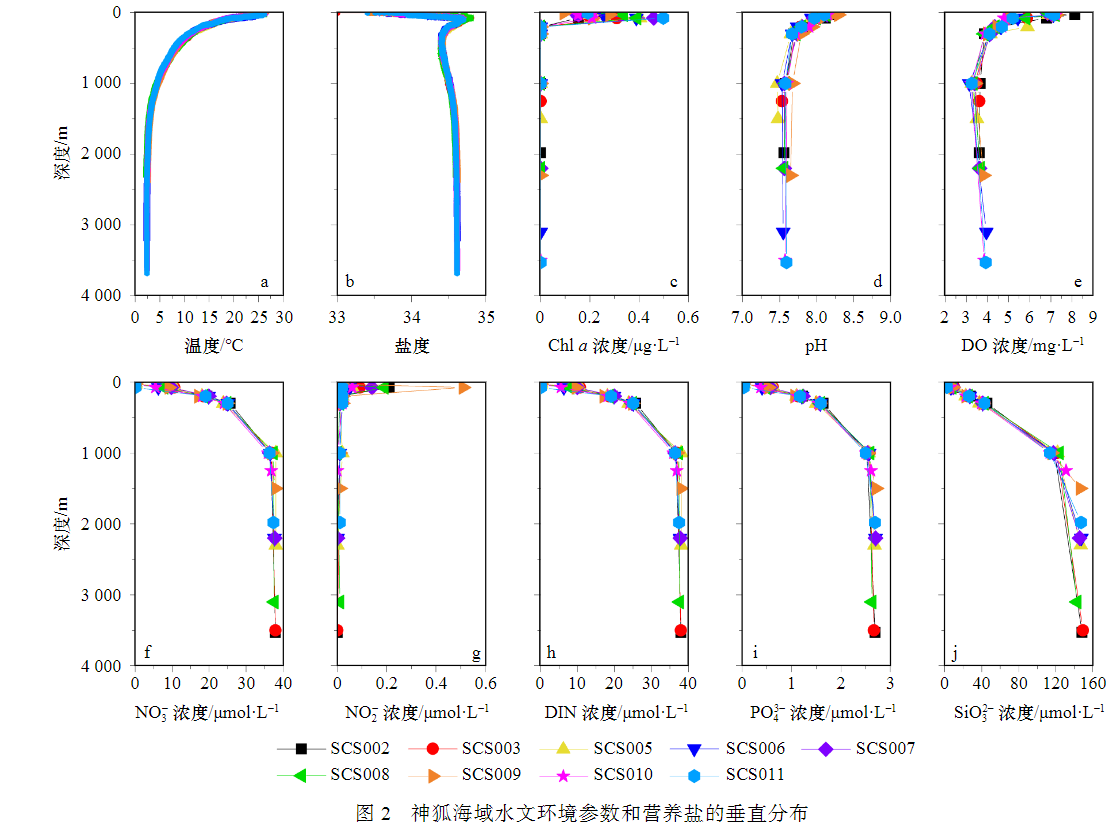 0
1 000
2 000
3 000
4 000
深度/m
a
b
c
d
e
0 5 10 15 20 25 30
33 34 35
0 0.2 0.4 0.6
7.0 7.5 8.0 8.5 9.0
2 3 4 5 6 7 8 9
温度/°C
盐度
Chl a 浓度/μg·L⁻¹
pH
DO 浓度/mg·L⁻¹
0
1 000
2 000
3 000
4 000
深度/m
f
g
h
i
j
0 10 20 30 40
0 0.2 0.4 0.6
0 10 20 30 40
0 1 2 3
0 40 80 120 160
NO₃⁻ 浓度/μmol·L⁻¹
NO₂⁻ 浓度/μmol·L⁻¹
DIN 浓度/μmol·L⁻¹
PO₄³⁻ 浓度/μmol·L⁻¹
SiO₃²⁻ 浓度/μmol·L⁻¹
SCS002 SCS003 SCS005 SCS006 SCS007
SCS008 SCS009 SCS010 SCS011
图 2 神狐海域水文环境参数和营养盐的垂直分布